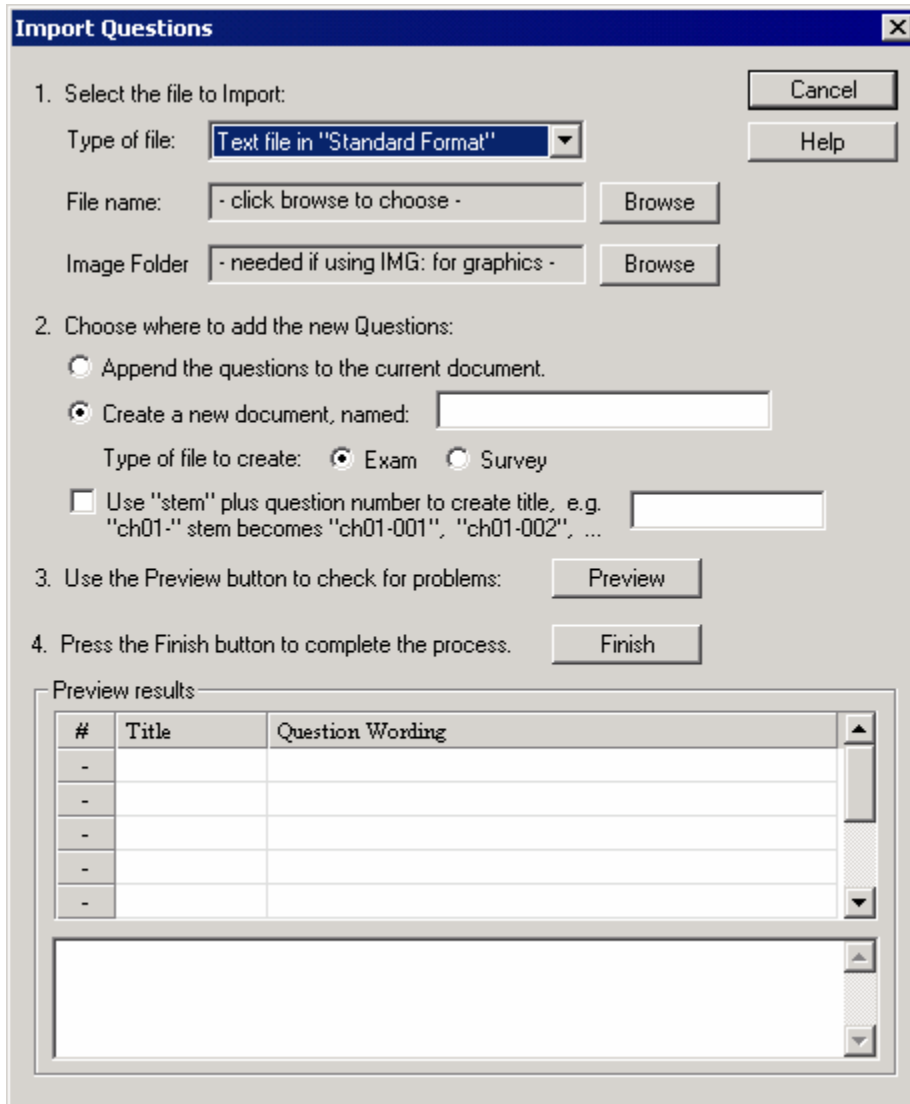 Import Questions
1. Select the file to Import:
Cancel
Type of file: Text file in "Standard Format"
Help
File name: - click browse to choose - Browse
Image Folder - needed if using IMG: for graphics - Browse
2. Choose where to add the new Questions:
Append the questions to the current document.
Create a new document, named:
Type of file to create: Exam Survey
Use "stem" plus question number to create title, e.g.
"ch01-" stem becomes "ch01-001", "ch01-002", ...
3. Use the Preview button to check for problems: Preview
4. Press the Finish button to complete the process. Finish
Preview results
# Title Question Wording
-
-
-
-
-